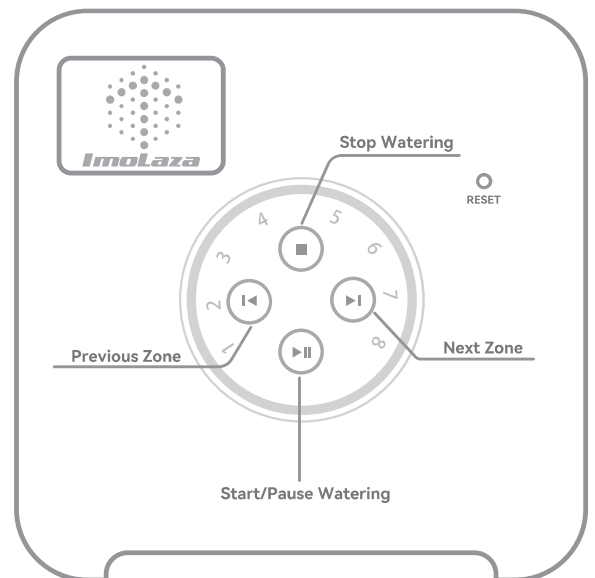 ImoLaza
Stop Watering
RESET
4
5
3
6
2
7
1
8
Previous Zone
Next Zone
Start/Pause Watering